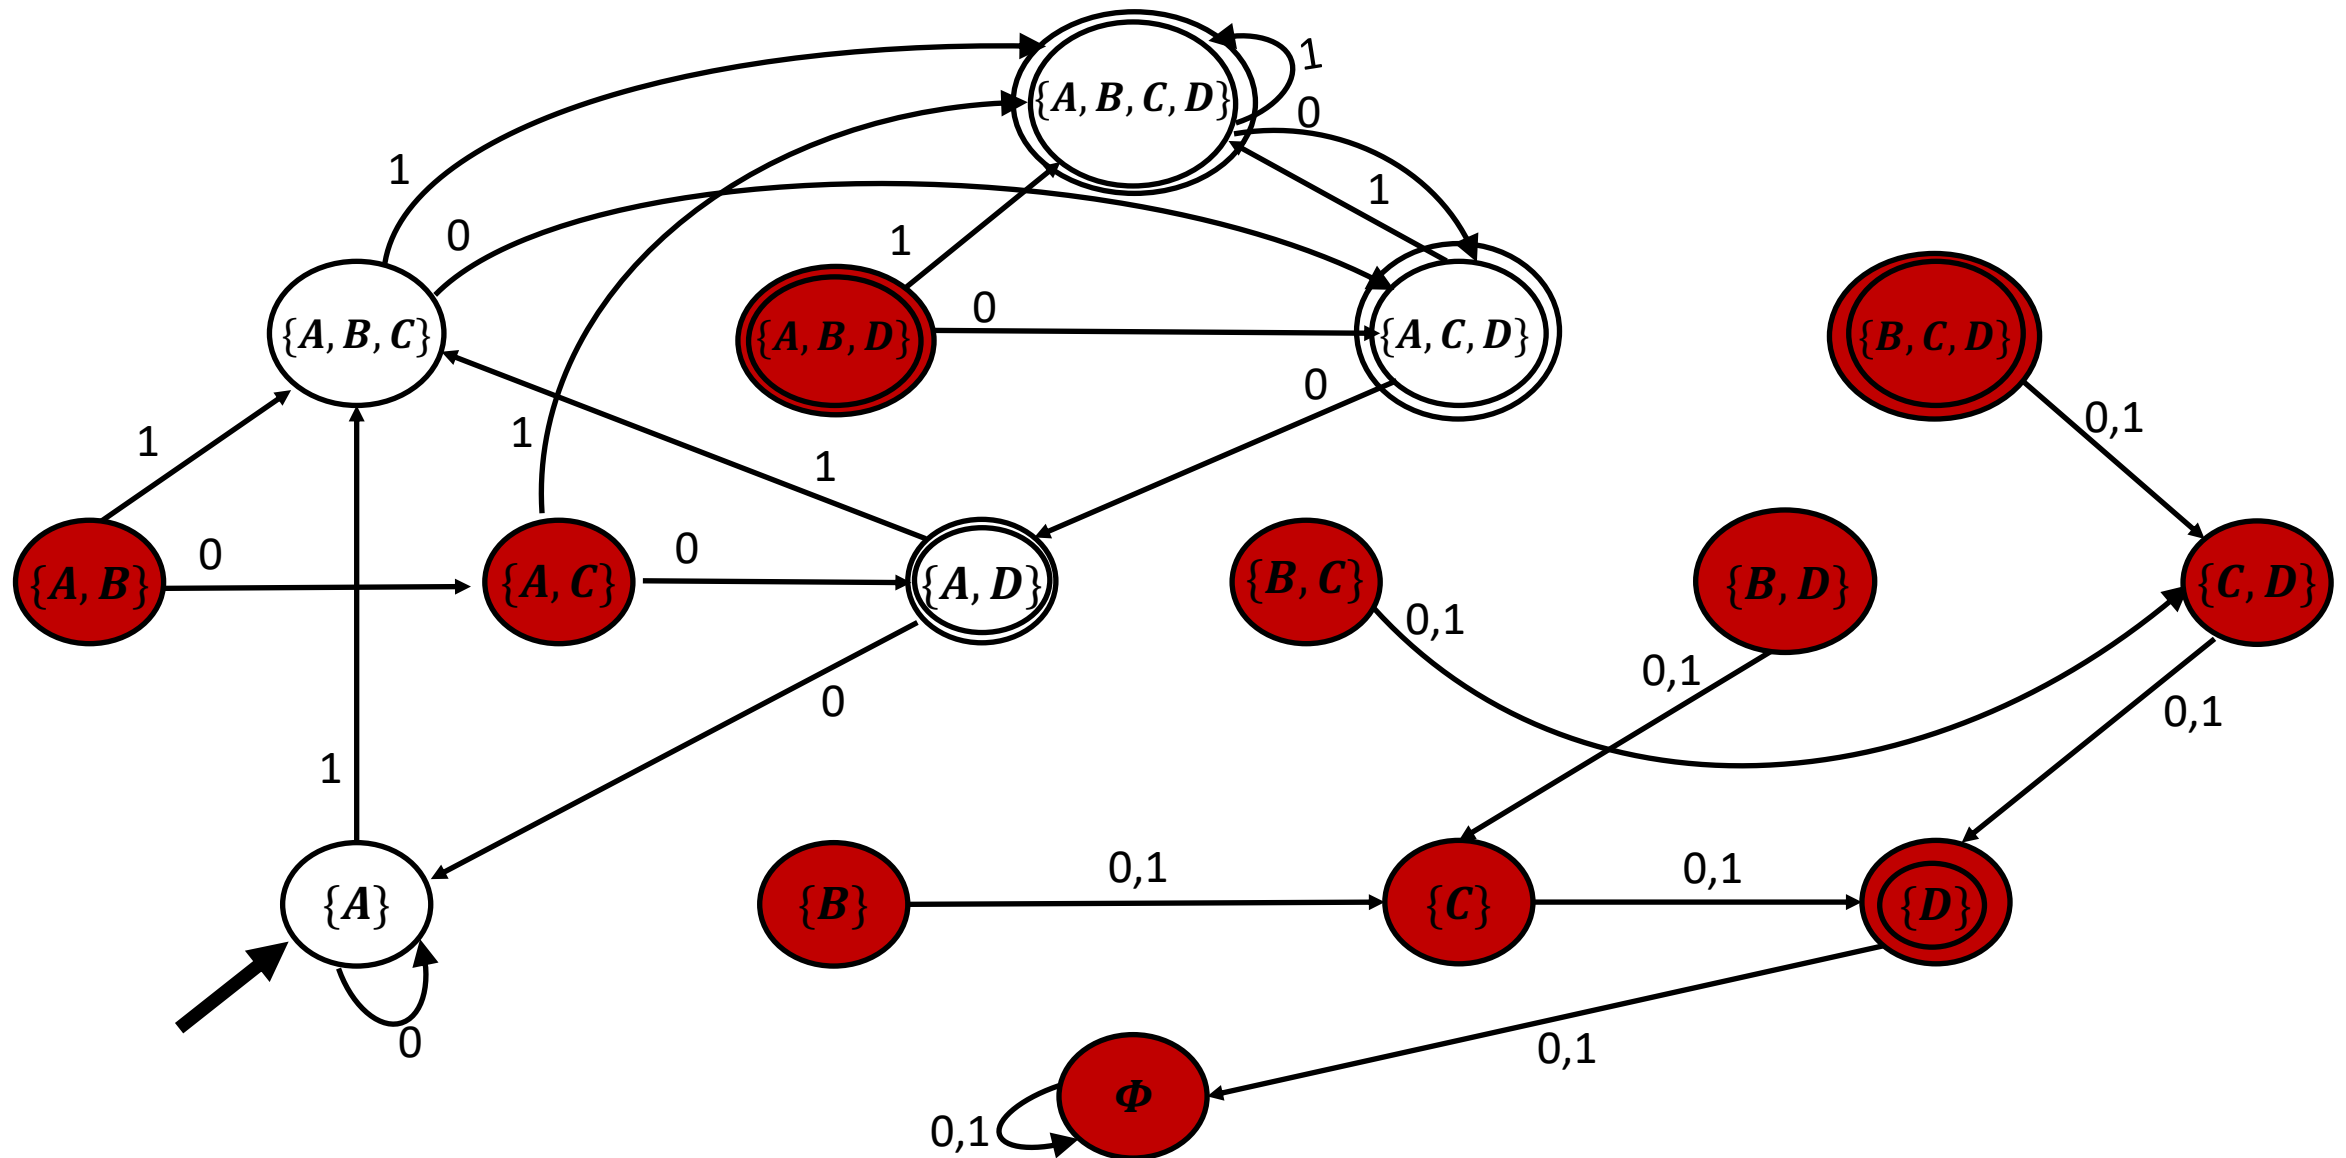 1
{A, B, C, D}
0
1
1
0
1
{A, B, C}
{A, B, D}
0
{A, C, D}
{B, C, D}
0
0,1
1
1
1
{A, B}
0
{A, C}
0
{A, D}
{B, C}
{B, D}
{C, D}
0,1
0,1
0
0,1
1
0,1
0,1
{A}
{B}
{C}
{D}
0
0,1
Φ
0,1